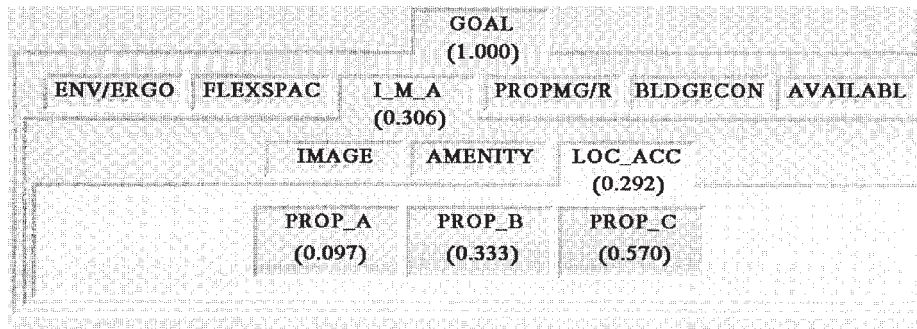 GOAL
(1.000)
ENV/ERGO FLEXSPAC I_M_A PROPMG/R BLDGECON AVAILABL
(0.306)
IMAGE AMENITY LOC_ACC
(0.292)
PROP_A PROP_B PROP_C
(0.097) (0.333) (0.570)